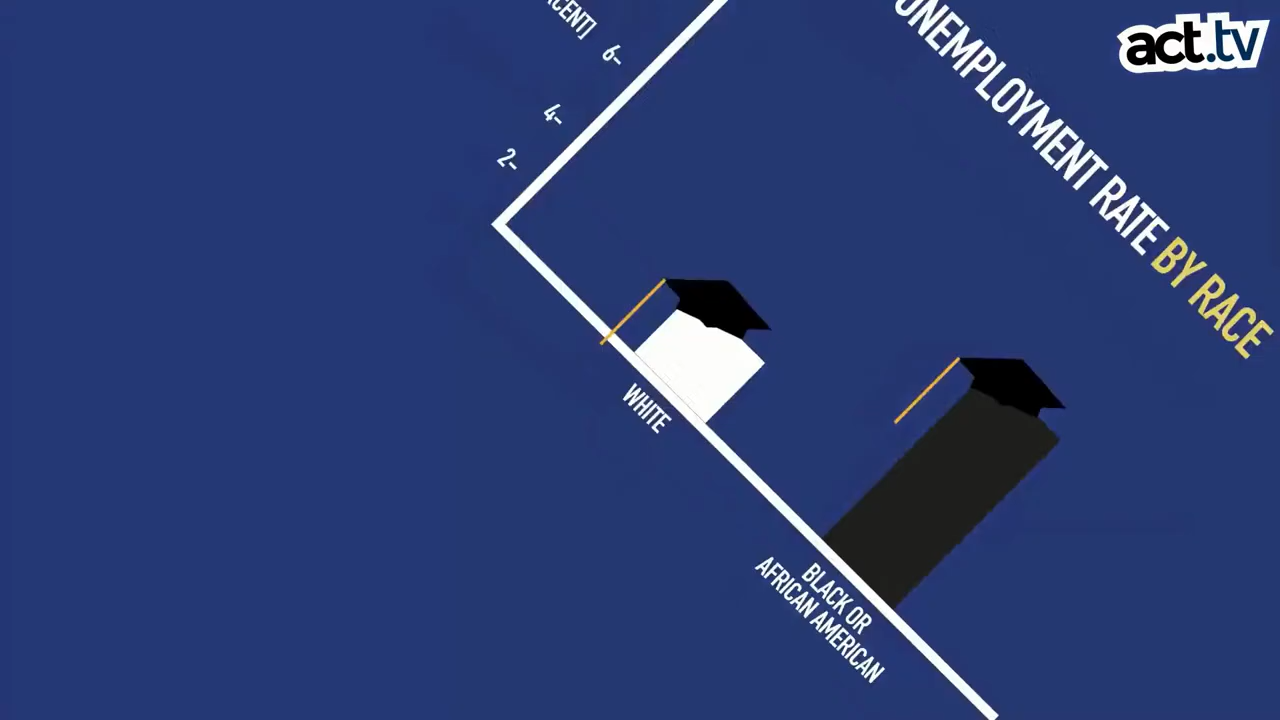 act.tv
UNEMPLOYMENT RATE BY RACE
6-
4-
2-
WHITE
BLACK OR
AFRICAN AMERICAN